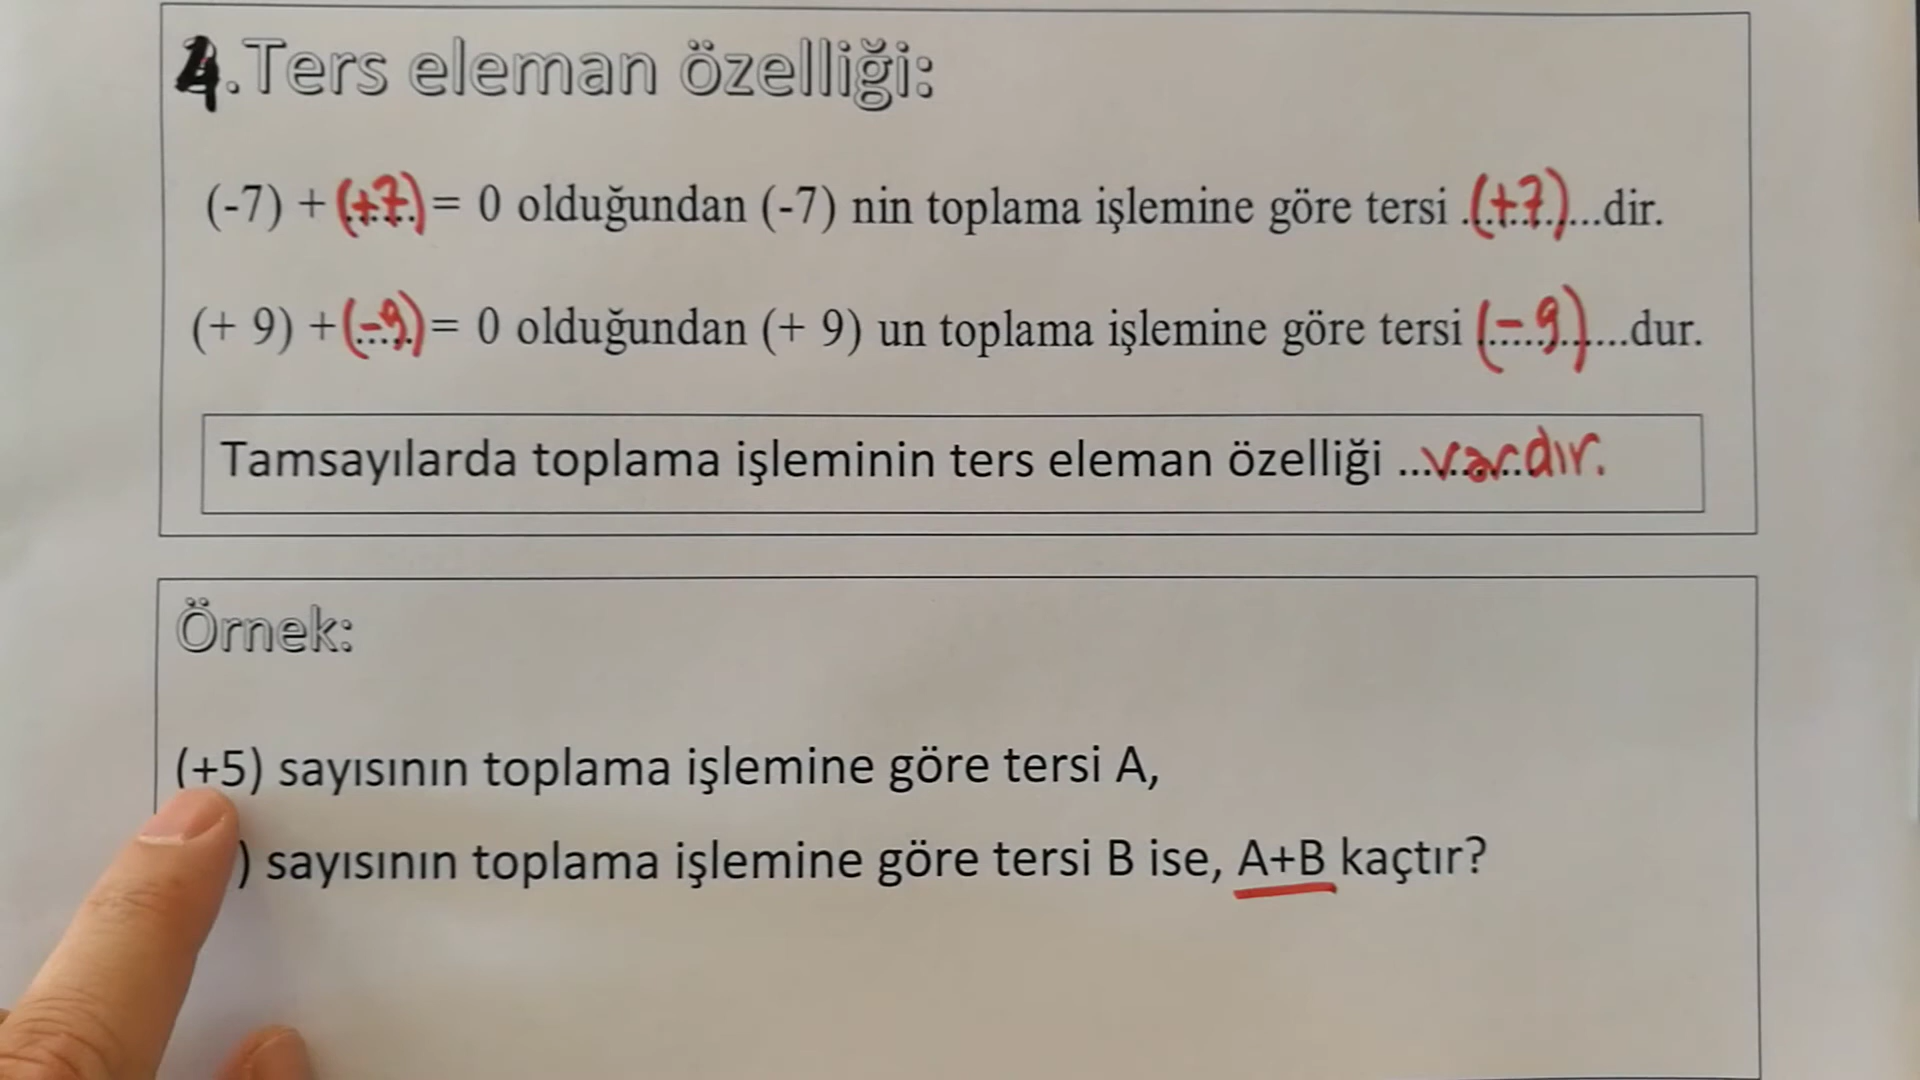 4.Ters eleman özelliği:
(-7) + (+7) = 0 olduğundan (-7) nin toplama işlemine göre tersi .(+7)...dir.
(+ 9) + (-9) = 0 olduğundan (+ 9) un toplama işlemine göre tersi (-9)....dur.
Tamsayılarda toplama işleminin ters eleman özelliği ...vardır.
Örnek:
(+5) sayısının toplama işlemine göre tersi A,
) sayısının toplama işlemine göre tersi B ise, A+B kaçtır?